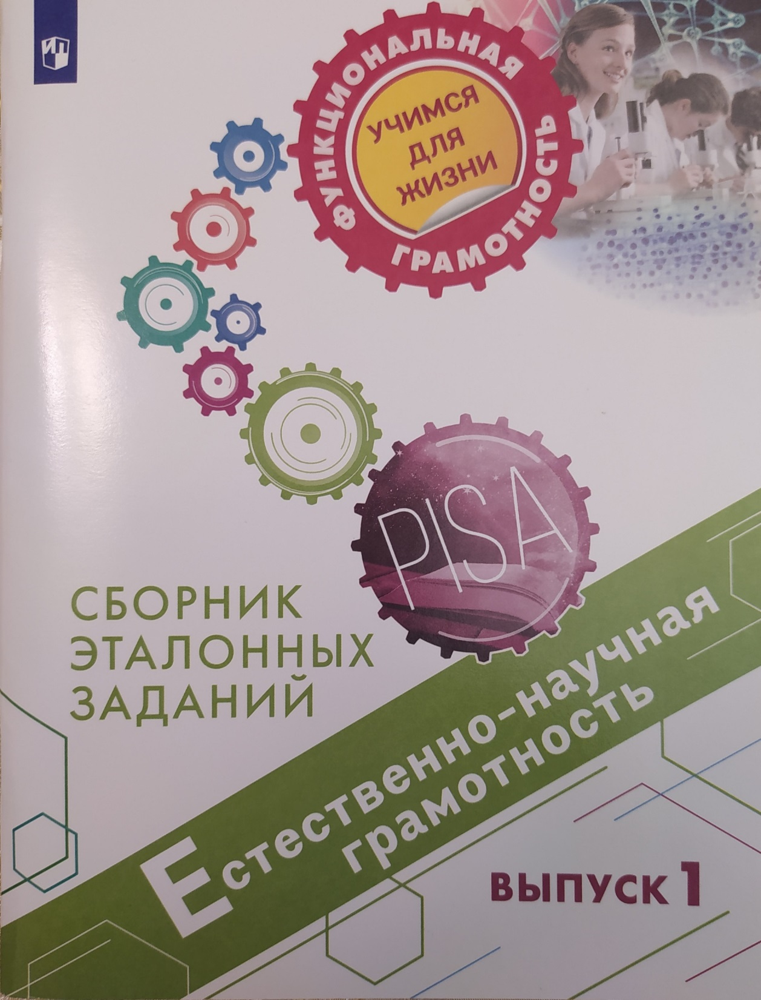 ИП
ФУНКЦИОНАЛЬНАЯ
ГРАМОТНОСТЬ
УЧИМСЯ
ДЛЯ
ЖИЗНИ
PISA
СБОРНИК
ЭТАЛОННЫХ
ЗАДАНИЙ
Естественно-научная
грамотность
ВЫПУСК 1